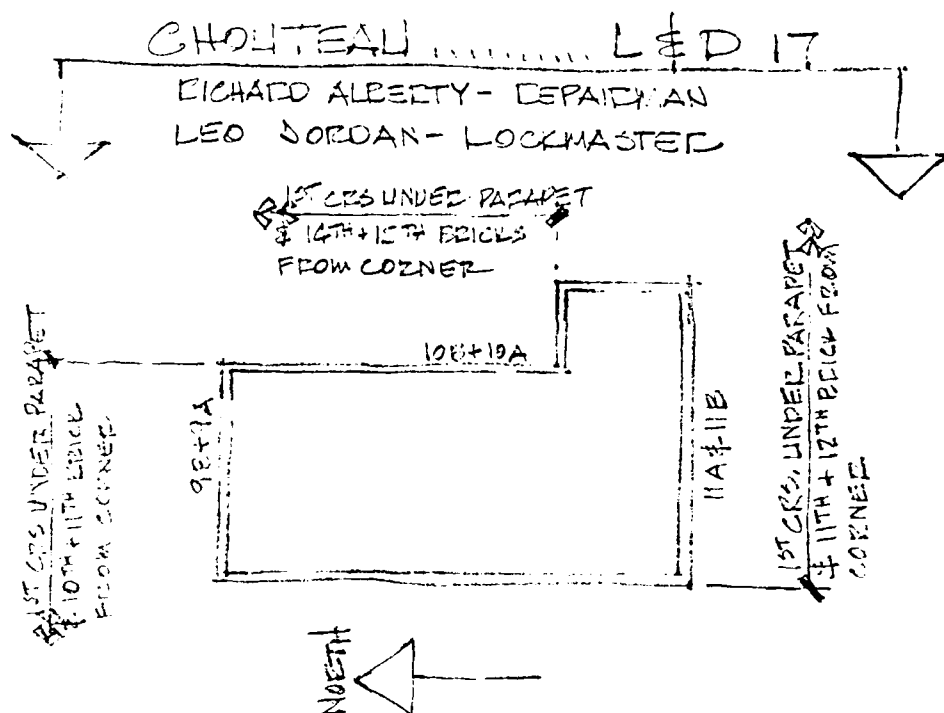 CHOUTEAU ......... L & D 17
RICHARD ALBERTY - REPAIRMAN
LEO JORDAN - LOCKMASTER
1ST CRS UNDER PARAPET
& 14TH + 15TH BRICKS
FROM CORNER
10B + 10A
9B + 9A
11A & 11B
1ST CRS UNDER PARAPET
& 10TH + 11TH BRICK
FROM CORNER
1ST CRS, UNDER PARAPET
& 11TH + 12TH BRICK FROM
CORNER
NORTH